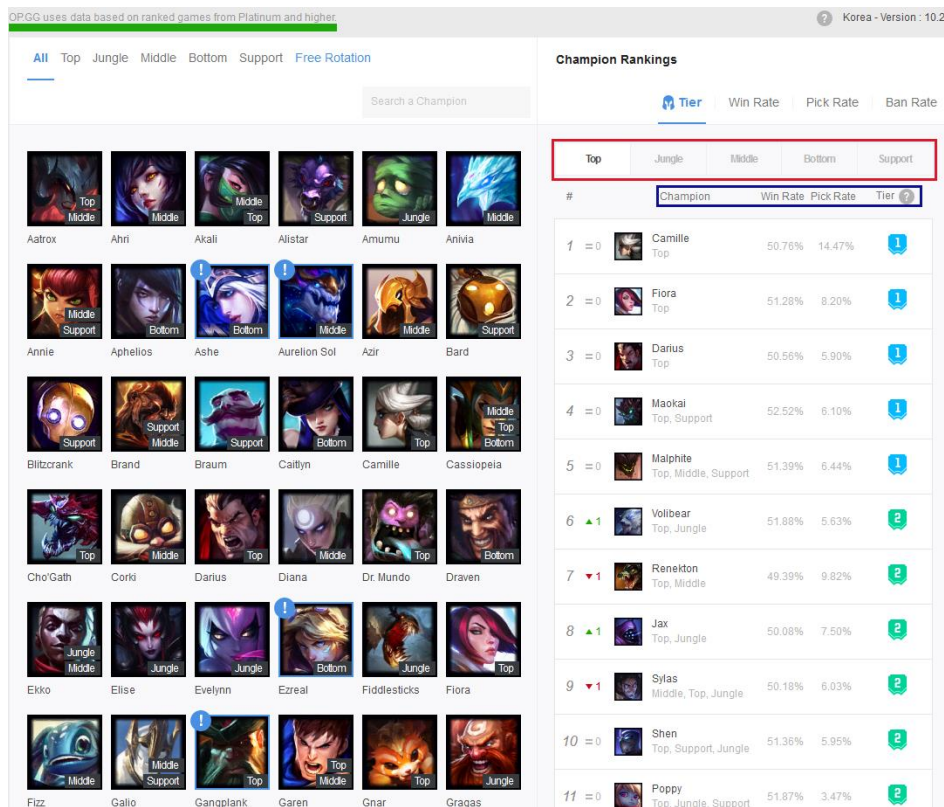 OP.GG uses data based on ranked games from Platinum and higher.
Korea - Version : 10.2
All Top Jungle Middle Bottom Support Free Rotation
Search a Champion
Top
Middle
Aatrox
Middle
Ahri
Middle
Top
Akali
Support
Alistar
Jungle
Amumu
Middle
Anivia
Middle
Support
Annie
Bottom
Aphelios
!
Bottom
Ashe
!
Middle
Aurelion Sol
Middle
Azir
Support
Bard
Support
Blitzcrank
Support
Middle
Brand
Support
Braum
Bottom
Caitlyn
Top
Camille
Middle
Top
Bottom
Cassiopeia
Top
Cho'Gath
Middle
Corki
Top
Darius
Middle
Diana
Top
Dr. Mundo
Bottom
Draven
Jungle
Middle
Ekko
Jungle
Elise
Jungle
Evelynn
!
Bottom
Ezreal
Jungle
Fiddlesticks
Top
Fiora
Middle
Fizz
Middle
Support
Galio
!
Top
Gangplank
Top
Middle
Garen
Top
Gnar
Jungle
Gragas
Champion Rankings
Tier Win Rate Pick Rate Ban Rate
Top Jungle Middle Bottom Support
# Champion Win Rate Pick Rate Tier ?
1 = 0 Camille 50.76% 14.47% 1
Top
2 = 0 Fiora 51.28% 8.20% 1
Top
3 = 0 Darius 50.56% 5.90% 1
Top
4 = 0 Maokai 52.52% 6.10% 1
Top, Support
5 = 0 Malphite 51.39% 6.44% 1
Top, Middle, Support
6 ▲ 1 Volibear 51.88% 5.63% 2
Top, Jungle
7 ▼ 1 Renekton 49.39% 9.82% 2
Top, Middle
8 ▲ 1 Jax 50.08% 7.50% 2
Top, Jungle
9 ▼ 1 Sylas 50.18% 6.03% 2
Middle, Top, Jungle
10 = 0 Shen 51.36% 5.95% 2
Top, Support, Jungle
11 = 0 Poppy 51.87% 3.47% 2
Top, Jungle, Support